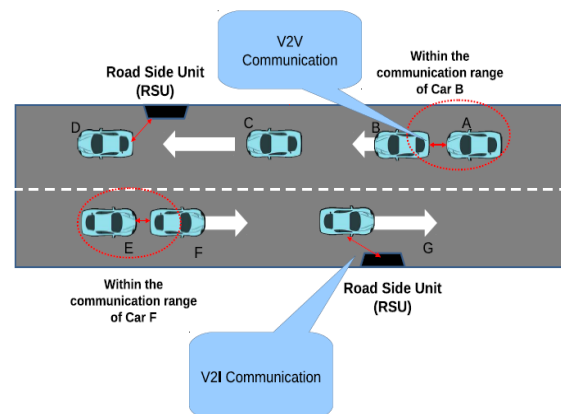 V2V
Communication
Within the
communication range
of Car B
Road Side Unit
(RSU)
D
C
B
A
E
F
G
Within the
communication range
of Car F
Road Side Unit
(RSU)
V2I Communication